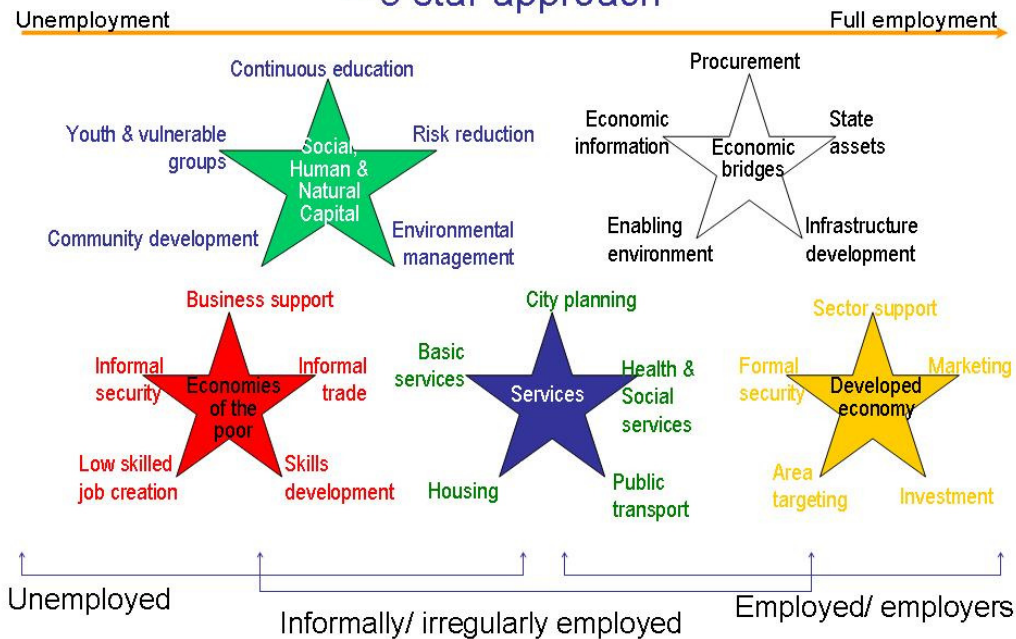 5 star approach
Unemployment
Full employment
Continuous education
Youth & vulnerable
groups
Risk reduction
Social,
Human &
Natural
Capital
Community development
Environmental
management
Procurement
Economic
information
State
assets
Economic
bridges
Enabling
environment
Infrastructure
development
Business support
Informal
security
Informal
trade
Economies
of the
poor
Low skilled
job creation
Skills
development
City planning
Basic
services
Health &
Social
services
Services
Housing
Public
transport
Sector support
Formal
security
Marketing
Developed
economy
Area
targeting
Investment
Unemployed
Informally/ irregularly employed
Employed/ employers